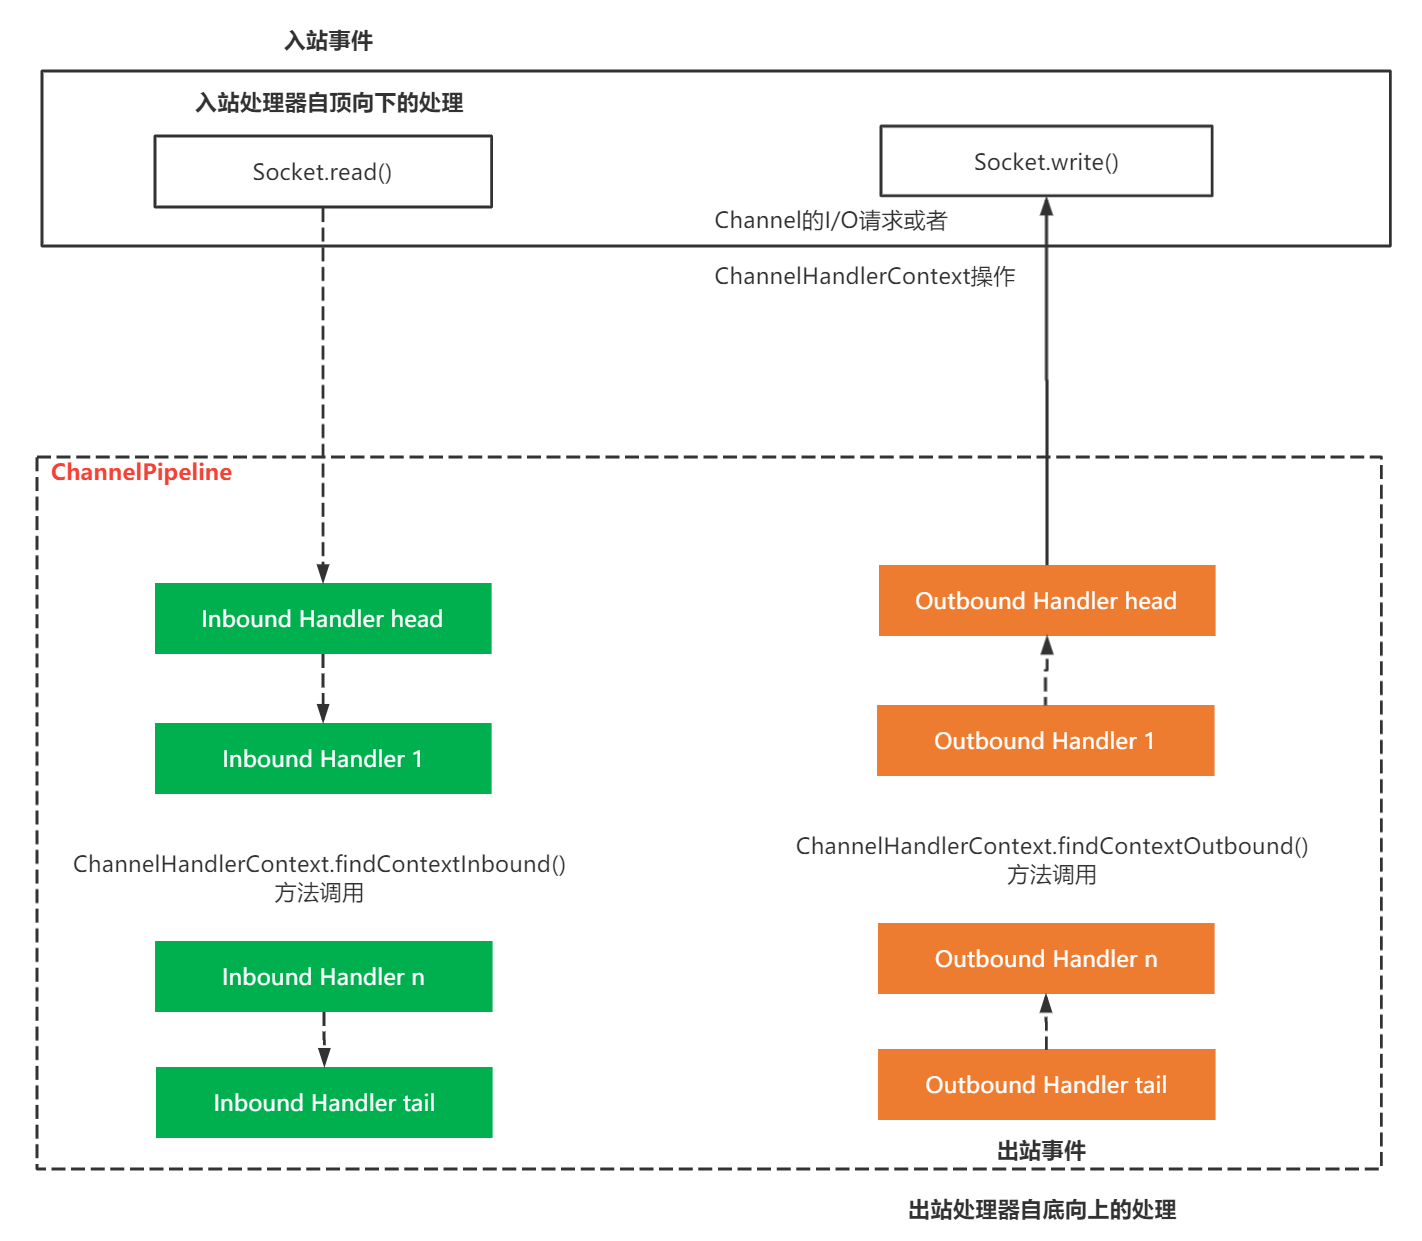 入站事件
入站处理器自顶向下的处理
Socket.read()
Socket.write()
Channel的I/O请求或者
ChannelHandlerContext操作
ChannelPipeline
Inbound Handler head
Inbound Handler 1
ChannelHandlerContext.findContextInbound()
方法调用
Inbound Handler n
Inbound Handler tail
Outbound Handler head
Outbound Handler 1
ChannelHandlerContext.findContextOutbound()
方法调用
Outbound Handler n
Outbound Handler tail
出站事件
出站处理器自底向上的处理